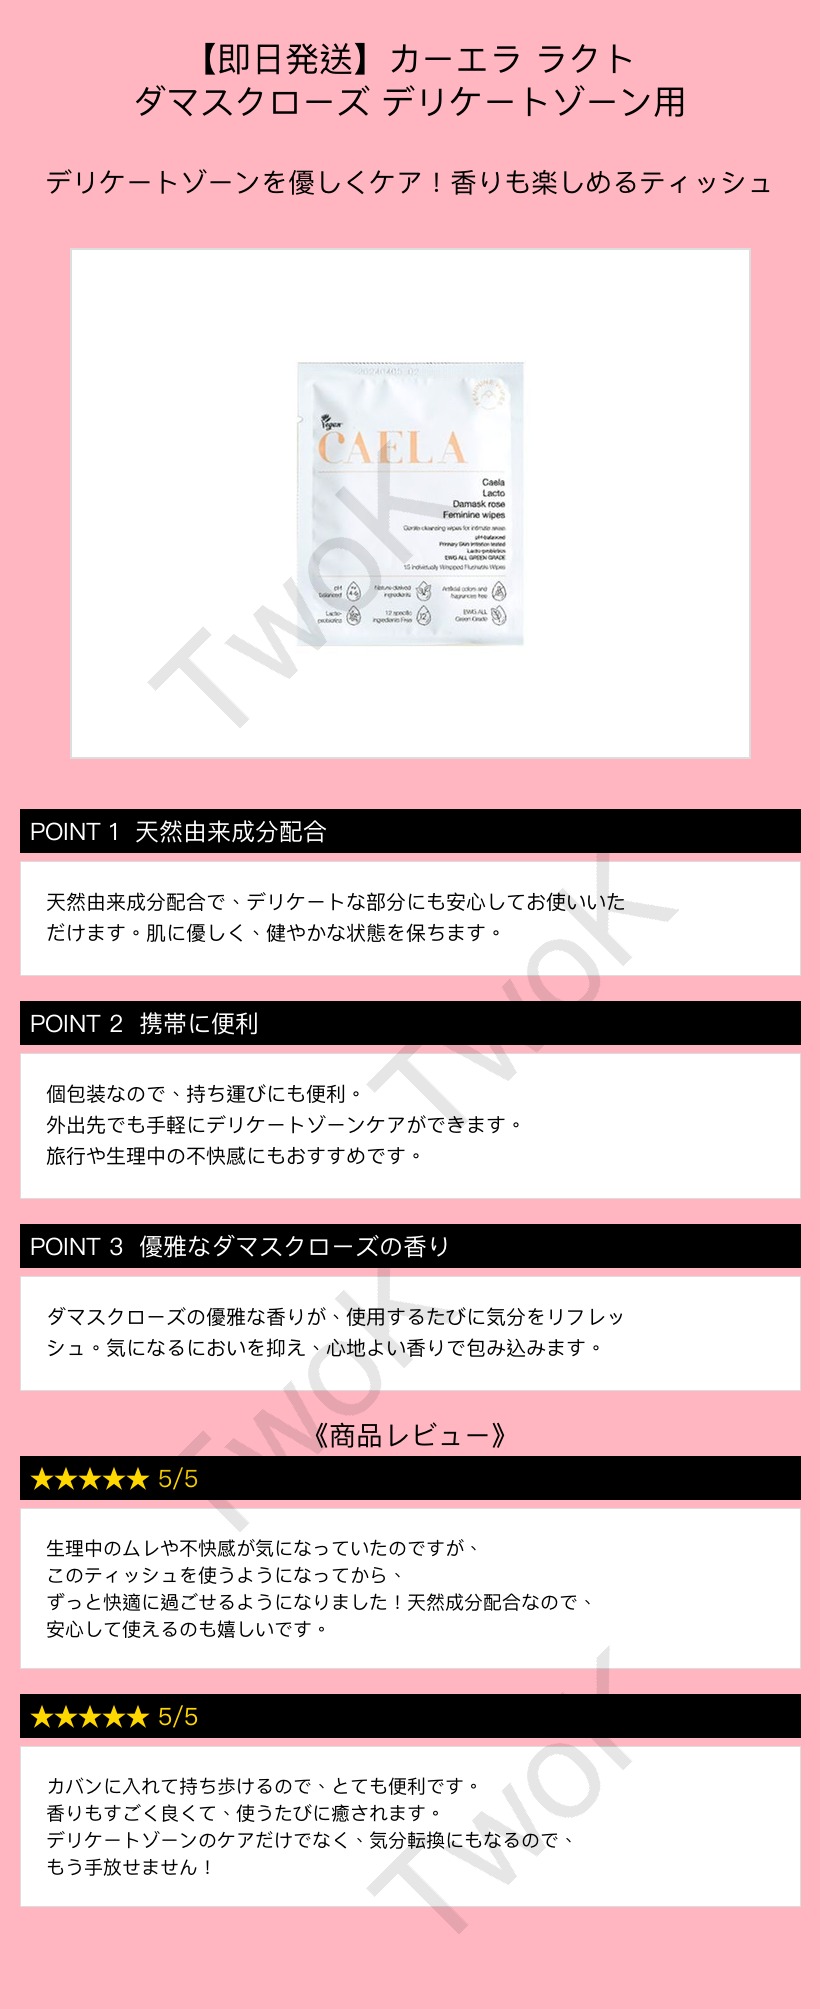 【即日発送】カーエラ ラクト
ダマスクローズ デリケートゾーン用
デリケートゾーンを優しくケア！香りも楽しめるティッシュ
20240405 02
FEMININE WIPES
Vegan
CAELA
Caela
Lacto
Damask rose
Feminine wipes
Gentle cleansing wipes for intimate areas
pH-balanced
Primary Skin Irritation tested
Lacto-probiotics
EWG ALL GREEN GRADE
15 Individually Wrapped Flushable Wipes
pH balanced
Nature-derived ingredients
Artificial colors and fragrances free
Lacto-probiotics
12 specific ingredients Free
EWG ALL Green Grade
TwoK
POINT 1 天然由来成分配合
天然由来成分配合で、デリケートな部分にも安心してお使いいた
だけます。肌に優しく、健やかな状態を保ちます。
TwoK
POINT 2 携帯に便利
個包装なので、持ち運びにも便利。
外出先でも手軽にデリケートゾーンケアができます。
旅行や生理中の不快感にもおすすめです。
POINT 3 優雅なダマスクローズの香り
ダマスクローズの優雅な香りが、使用するたびに気分をリフレッ
シュ。気になるにおいを抑え、心地よい香りで包み込みます。
TwoK
《商品レビュー》
★★★★★ 5/5
生理中のムレや不快感が気になっていたのですが、
このティッシュを使うようになってから、
ずっと快適に過ごせるようになりました！天然成分配合なので、
安心して使えるのも嬉しいです。
★★★★★ 5/5
カバンに入れて持ち歩けるので、とても便利です。
香りもすごく良くて、使うたびに癒されます。
デリケートゾーンのケアだけでなく、気分転換にもなるので、
もう手放せません！
TwoK